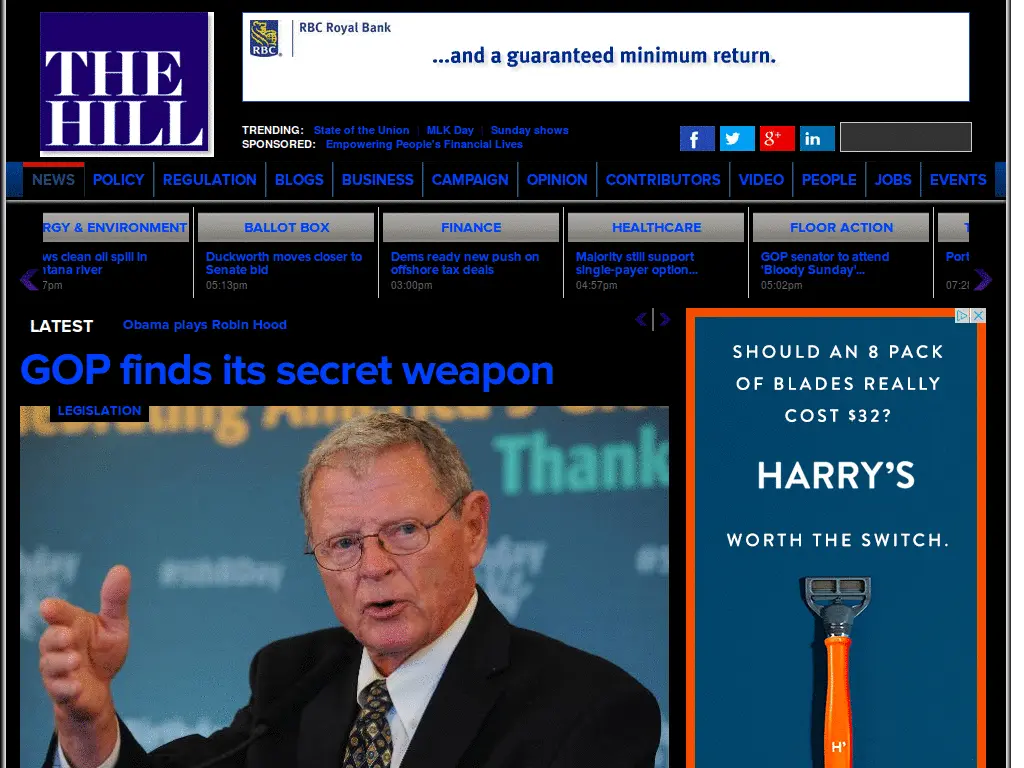 THE
HILL
RBC
RBC Royal Bank
...and a guaranteed minimum return.
TRENDING: State of the Union MLK Day Sunday shows
SPONSORED: Empowering People's Financial Lives
NEWS POLICY REGULATION BLOGS BUSINESS CAMPAIGN OPINION CONTRIBUTORS VIDEO PEOPLE JOBS EVENTS
RGY & ENVIRONMENT
ws clean oil spill in
ntana river
7pm
BALLOT BOX
Duckworth moves closer to
Senate bid
05:13pm
FINANCE
Dems ready new push on
offshore tax deals
03:00pm
HEALTHCARE
Majority still support
single-payer option...
04:57pm
FLOOR ACTION
GOP senator to attend
'Bloody Sunday'...
05:02pm
T
Port
07:2
LATEST Obama plays Robin Hood
GOP finds its secret weapon
LEGISLATION
Thank
SHOULD AN 8 PACK
OF BLADES REALLY
COST $32?
HARRY'S
WORTH THE SWITCH.
H'